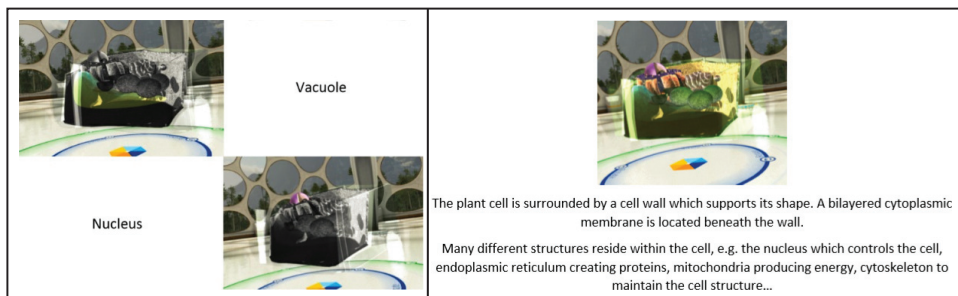 Vacuole
Nucleus
The plant cell is surrounded by a cell wall which supports its shape. A bilayered cytoplasmic
membrane is located beneath the wall.
Many different structures reside within the cell, e.g. the nucleus which controls the cell,
endoplasmic reticulum creating proteins, mitochondria producing energy, cytoskeleton to
maintain the cell structure…